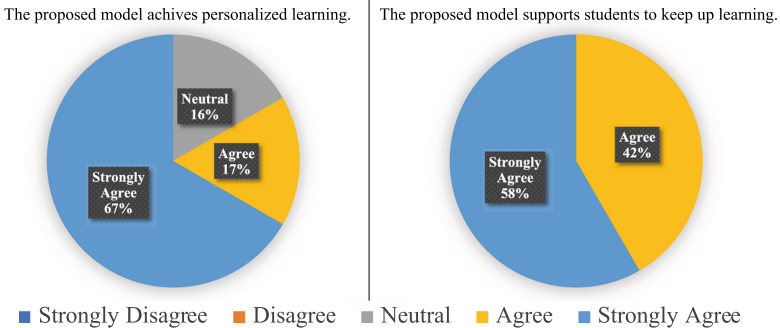 The proposed model achives personalized learning.
Neutral
16%
Agree
17%
Strongly
Agree
67%
The proposed model supports students to keep up learning.
Agree
42%
Strongly
Agree
58%
Strongly Disagree Disagree Neutral Agree Strongly Agree